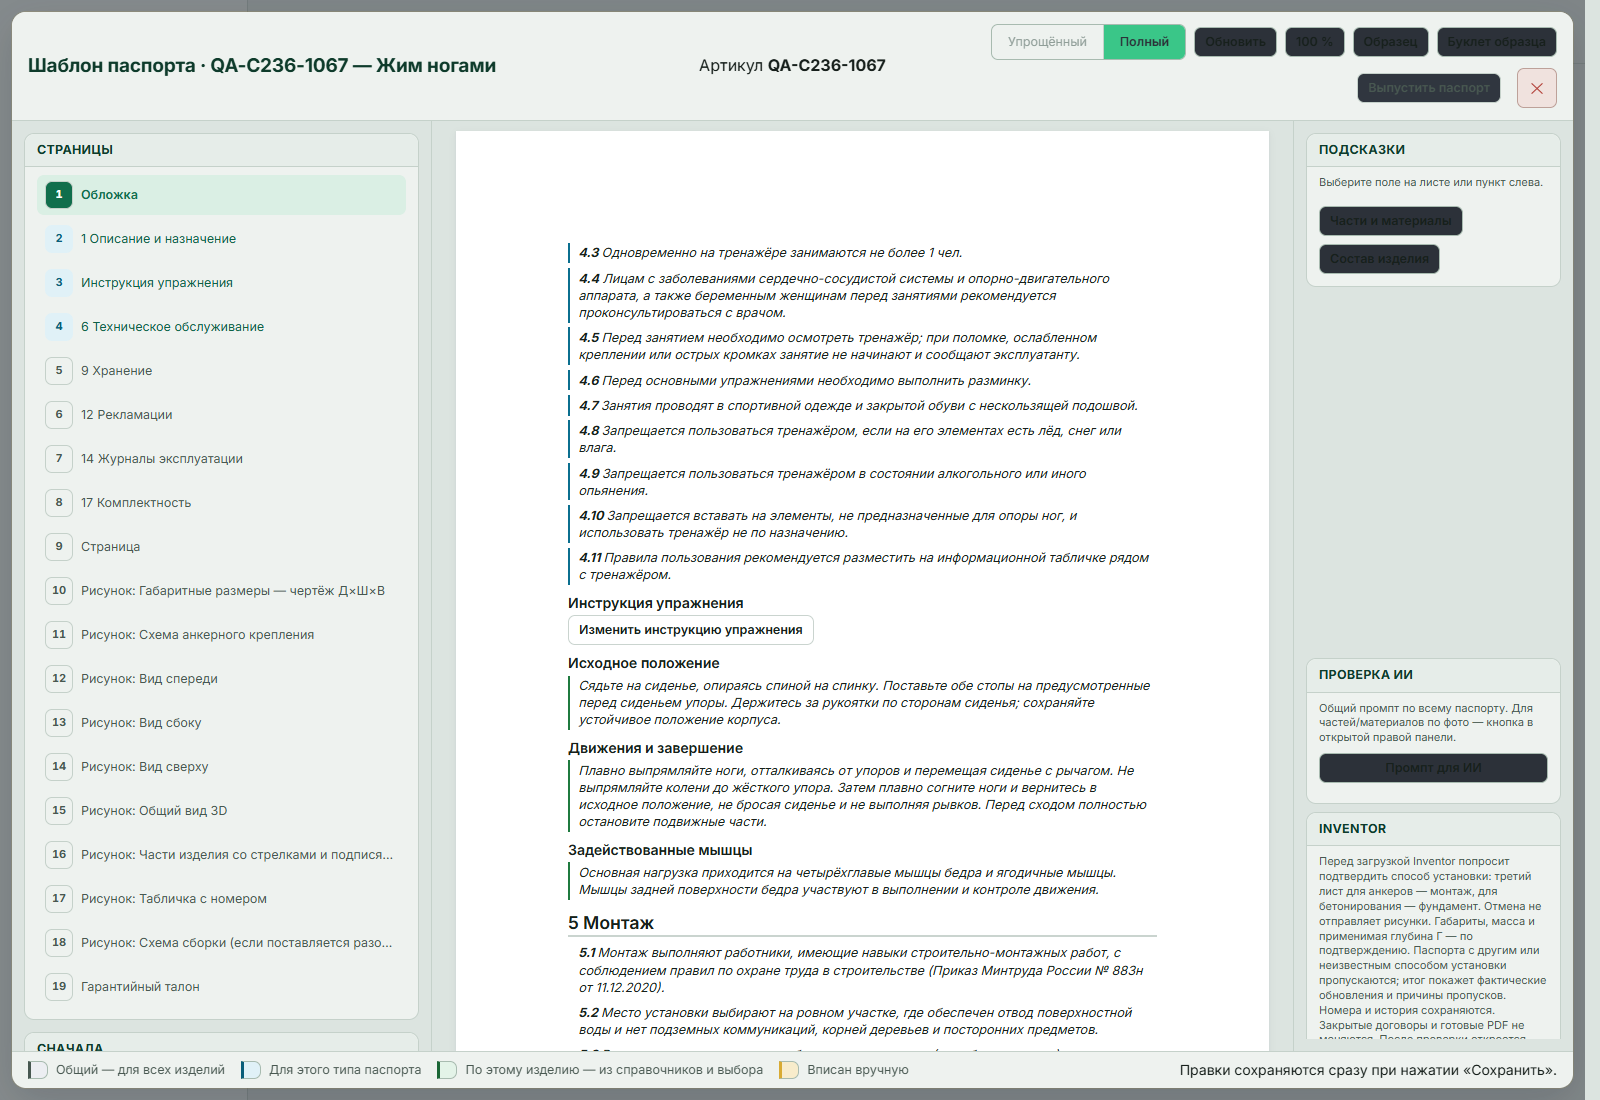 Шаблон паспорта · QA-C236-1067 — Жим ногами
Артикул QA-C236-1067
Упрощённый
Полный
Обновить
100 %
Образец
Буклет образца
Выпустить паспорт
СТРАНИЦЫ
1 Обложка
2 1 Описание и назначение
3 Инструкция упражнения
4 6 Техническое обслуживание
5 9 Хранение
6 12 Рекламации
7 14 Журналы эксплуатации
8 17 Комплектность
9 Страница
10 Рисунок: Габаритные размеры — чертёж Д×Ш×В
11 Рисунок: Схема анкерного крепления
12 Рисунок: Вид спереди
13 Рисунок: Вид сбоку
14 Рисунок: Вид сверху
15 Рисунок: Общий вид 3D
16 Рисунок: Части изделия со стрелками и подпися...
17 Рисунок: Табличка с номером
18 Рисунок: Схема сборки (если поставляется разо...
19 Гарантийный талон
СНАЧАЛА
4.3 Одновременно на тренажёре занимаются не более 1 чел.
4.4 Лицам с заболеваниями сердечно-сосудистой системы и опорно-двигательного
аппарата, а также беременным женщинам перед занятиями рекомендуется
проконсультироваться с врачом.
4.5 Перед занятием необходимо осмотреть тренажёр; при поломке, ослабленном
креплении или острых кромках занятие не начинают и сообщают эксплуатанту.
4.6 Перед основными упражнениями необходимо выполнить разминку.
4.7 Занятия проводят в спортивной одежде и закрытой обуви с нескользящей подошвой.
4.8 Запрещается пользоваться тренажёром, если на его элементах есть лёд, снег или
влага.
4.9 Запрещается пользоваться тренажёром в состоянии алкогольного или иного
опьянения.
4.10 Запрещается вставать на элементы, не предназначенные для опоры ног, и
использовать тренажёр не по назначению.
4.11 Правила пользования рекомендуется разместить на информационной табличке рядом
с тренажёром.
Инструкция упражнения
Изменить инструкцию упражнения
Исходное положение
Сядьте на сиденье, опираясь спиной на спинку. Поставьте обе стопы на предусмотренные
перед сиденьем упоры. Держитесь за рукоятки по сторонам сиденья; сохраняйте
устойчивое положение корпуса.
Движения и завершение
Плавно выпрямляйте ноги, отталкиваясь от упоров и перемещая сиденье с рычагом. Не
выпрямляйте колени до жёсткого упора. Затем плавно согните ноги и вернитесь в
исходное положение, не бросая сиденье и не выполняя рывков. Перед сходом полностью
остановите подвижные части.
Задействованные мышцы
Основная нагрузка приходится на четырёхглавые мышцы бедра и ягодичные мышцы.
Мышцы задней поверхности бедра участвуют в выполнении и контроле движения.
5 Монтаж
5.1 Монтаж выполняют работники, имеющие навыки строительно-монтажных работ, с
соблюдением правил по охране труда в строительстве (Приказ Минтруда России № 883н
от 11.12.2020).
5.2 Место установки выбирают на ровном участке, где обеспечен отвод поверхностной
воды и нет подземных коммуникаций, корней деревьев и посторонних предметов.
ПОДСКАЗКИ
Выберите поле на листе или пункт слева.
Части и материалы
Состав изделия
ПРОВЕРКА ИИ
Общий промпт по всему паспорту. Для
частей/материалов по фото — кнопка в
открытой правой панели.
Промпт для ИИ
INVENTOR
Перед загрузкой Inventor попросит
подтвердить способ установки: третий
лист для анкеров — монтаж, для
бетонирования — фундамент. Отмена не
отправляет рисунки. Габариты, масса и
применимая глубина Г — по
подтверждению. Паспорта с другим или
неизвестным способом установки
пропускаются; итог покажет фактические
обновления и причины пропусков.
Номера и история сохраняются.
Закрытые договоры и готовые PDF не
Общий — для всех изделий
Для этого типа паспорта
По этому изделию — из справочников и выбора
Вписан вручную
Правки сохраняются сразу при нажатии «Сохранить».